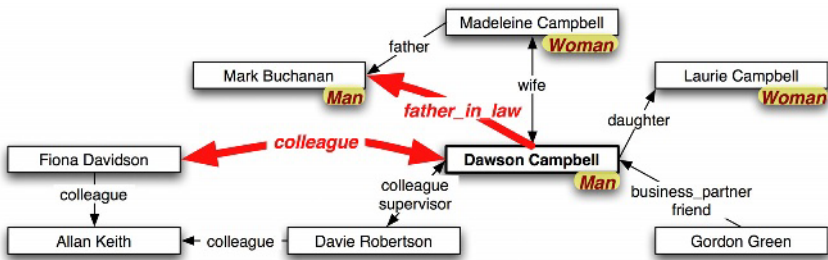 Madeleine Campbell
Woman
father
Mark Buchanan
Man
wife
Laurie Campbell
Woman
father_in_law
daughter
colleague
Fiona Davidson
Dawson Campbell
Man
colleague
colleague
supervisor
business_partner
friend
Allan Keith
colleague
Davie Robertson
Gordon Green